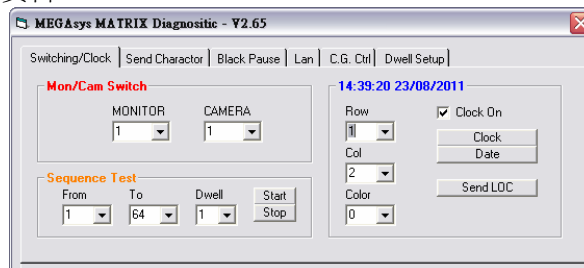 MEGAsys MATRIX Diagnositic - V2.65
Switching/Clock Send Charactor Black Pause Lan C.G. Ctrl Dwell Setup
Mon/Cam Switch
MONITOR CAMERA
1 1
Sequence Test
From To Dwell
1 64 1
Start
Stop
14:39:20 23/08/2011
Row
1
Col
2
Color
0
Clock On
Clock
Date
Send LOC